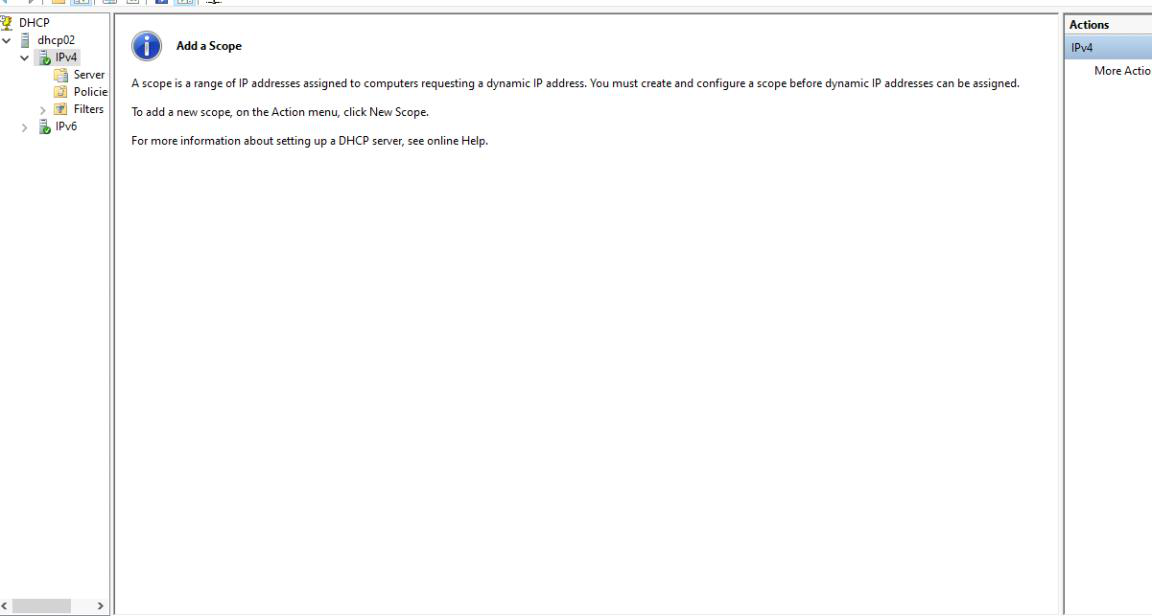 DHCP
dhcp02
IPv4
Server
Policie
Filters
IPv6
Add a Scope
A scope is a range of IP addresses assigned to computers requesting a dynamic IP address. You must create and configure a scope before dynamic IP addresses can be assigned.
To add a new scope, on the Action menu, click New Scope.
For more information about setting up a DHCP server, see online Help.
Actions
IPv4
More Actio